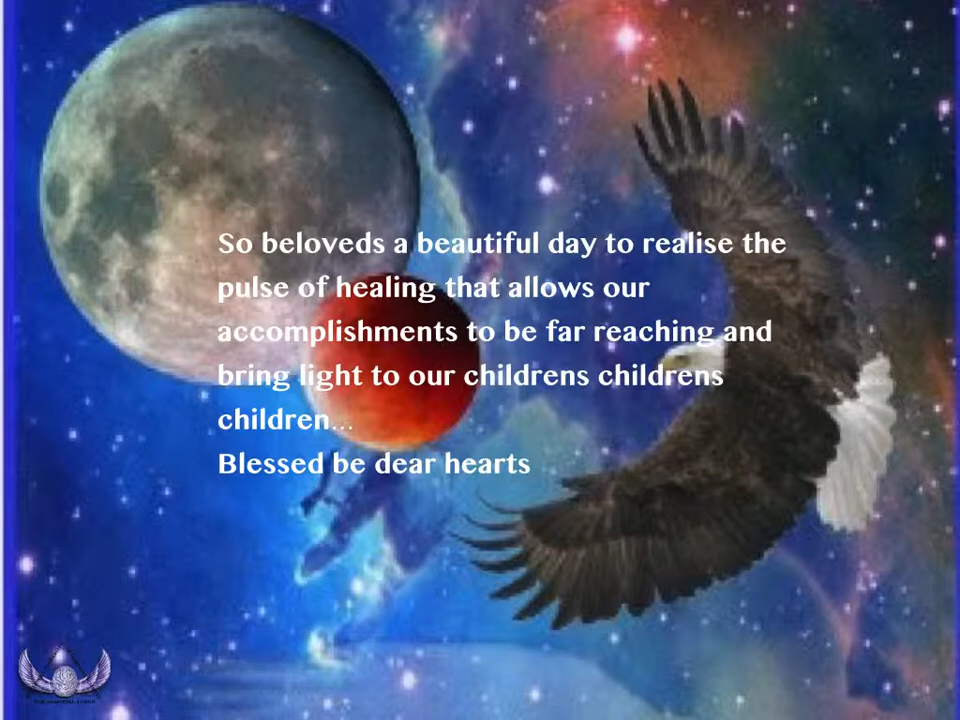 So beloveds a beautiful day to realise the
pulse of healing that allows our
accomplishments to be far reaching and
bring light to our childrens childrens
children...
Blessed be dear hearts